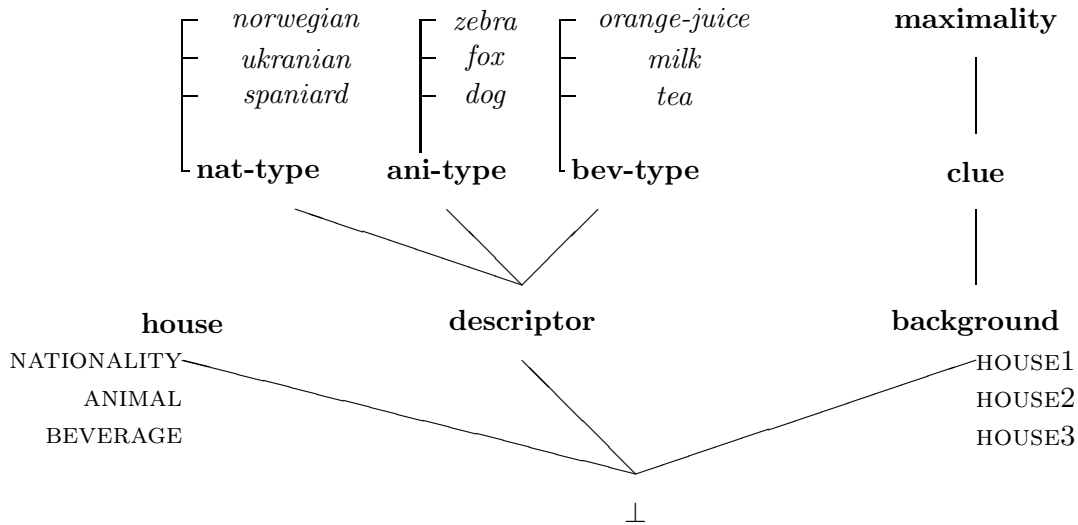 norwegian zebra orange-juice maximality
ukranian fox milk
spaniard dog tea
nat-type ani-type bev-type clue
house descriptor background
NATIONALITY HOUSE1
ANIMAL HOUSE2
BEVERAGE HOUSE3
⊥